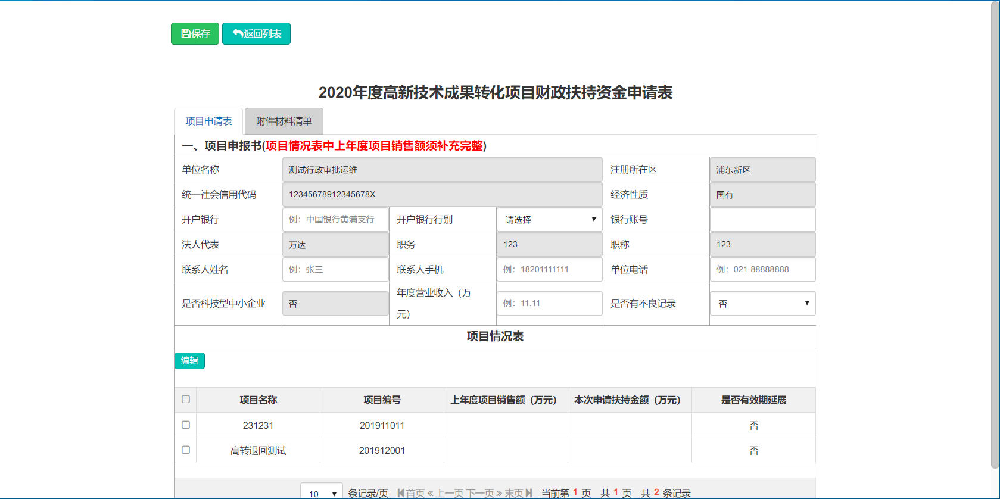 保存 返回列表
2020年度高新技术成果转化项目财政扶持资金申请表
项目申请表 附件材料清单
一、项目申报书(项目情况表中上年度项目销售额须补充完整)
单位名称 测试行政审批运维 注册所在区 浦东新区
统一社会信用代码 12345678912345678X 经济性质 国有
开户银行 例：中国银行黄浦支行 开户银行行别 请选择 银行账号
法人代表 万达 职务 123 职称 123
联系人姓名 例：张三 联系人手机 例：18201111111 单位电话 例：021-88888888
是否科技型中小企业 否 年度营业收入（万
元） 例：11.11 是否有不良记录 否
项目情况表
编辑
项目名称 项目编号 上年度项目销售额（万元） 本次申请扶持金额（万元） 是否有效期延展
231231 201911011 否
高转退回测试 201912001 否
10 条记录/页 首页 上一页 下一页 末页 当前第 1 页 共 1 页 共 2 条记录